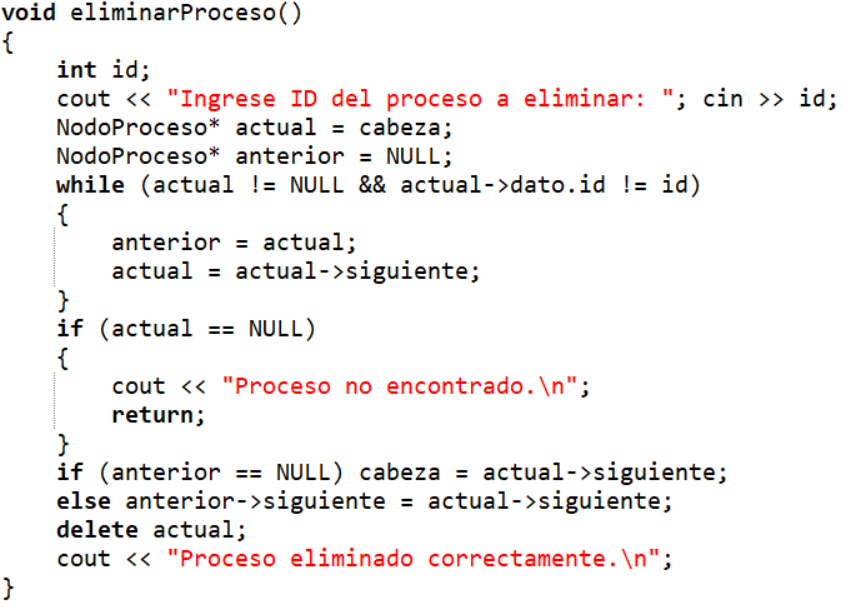 void eliminarProceso()
{
    int id;
    cout << "Ingrese ID del proceso a eliminar: "; cin >> id;
    NodoProceso* actual = cabeza;
    NodoProceso* anterior = NULL;
    while (actual != NULL && actual->dato.id != id)
    {
        anterior = actual;
        actual = actual->siguiente;
    }
    if (actual == NULL)
    {
        cout << "Proceso no encontrado.\n";
        return;
    }
    if (anterior == NULL) cabeza = actual->siguiente;
    else anterior->siguiente = actual->siguiente;
    delete actual;
    cout << "Proceso eliminado correctamente.\n";
}